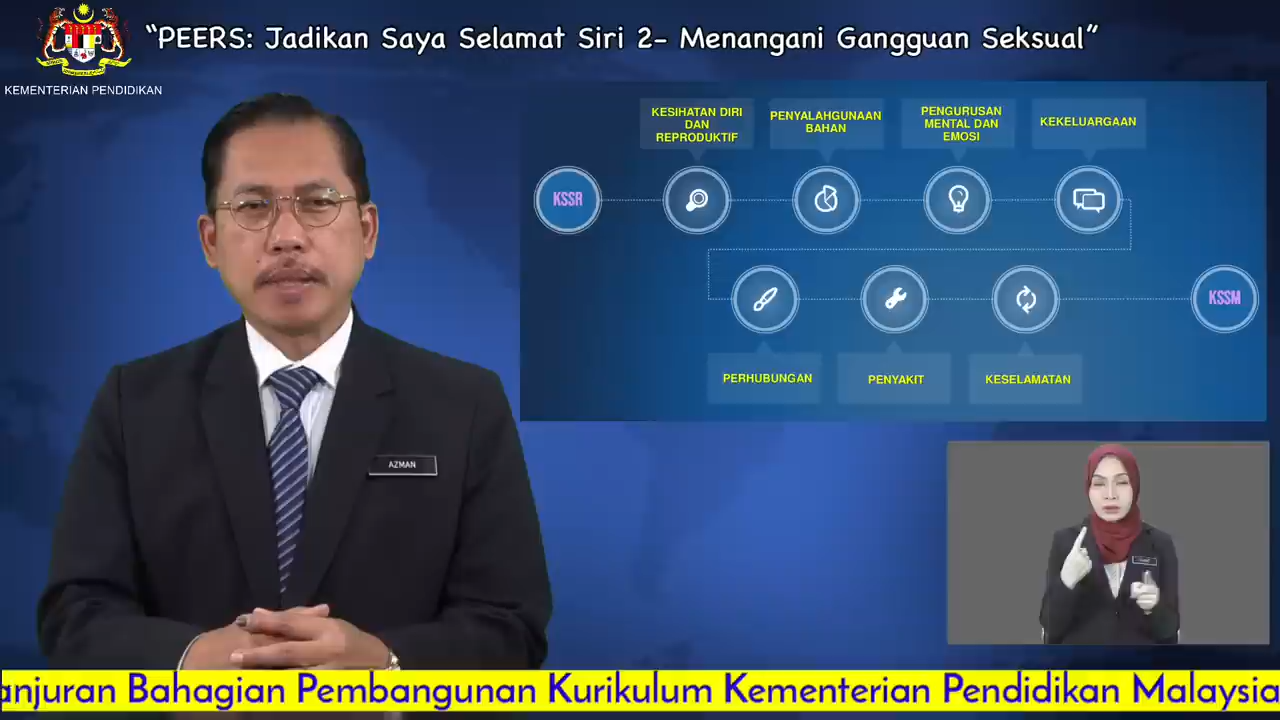 "PEERS: Jadikan Saya Selamat Siri 2- Menangani Gangguan Seksual"
KEMENTERIAN PENDIDIKAN
KESIHATAN DIRI
DAN
REPRODUKTIF
PENYALAHGUNAAN
BAHAN
PENGURUSAN
MENTAL DAN
EMOSI
KEKELUARGAAN
KSSR
KSSM
PERHUBUNGAN
PENYAKIT
KESELAMATAN
AZMAN
anjuran Bahagian Pembangunan Kurikulum Kementerian Pendidikan Malaysia